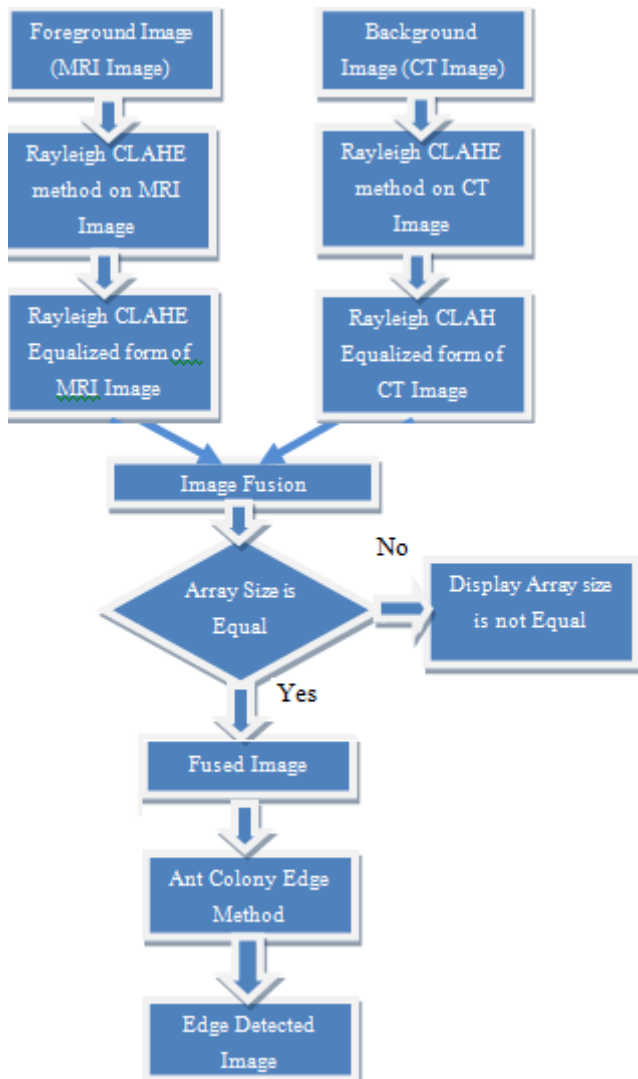 Foreground Image
(MRI Image)
Background
Image (CT Image)
Rayleigh CLAHE
method on MRI
Image
Rayleigh CLAHE
method on CT
Image
Rayleigh CLAHE
Equalized form of
MRI Image
Rayleigh CLAH
Equalized form of
CT Image
Image Fusion
Array Size is
Equal
No
Display Array size
is not Equal
Yes
Fused Image
Ant Colony Edge
Method
Edge Detected
Image